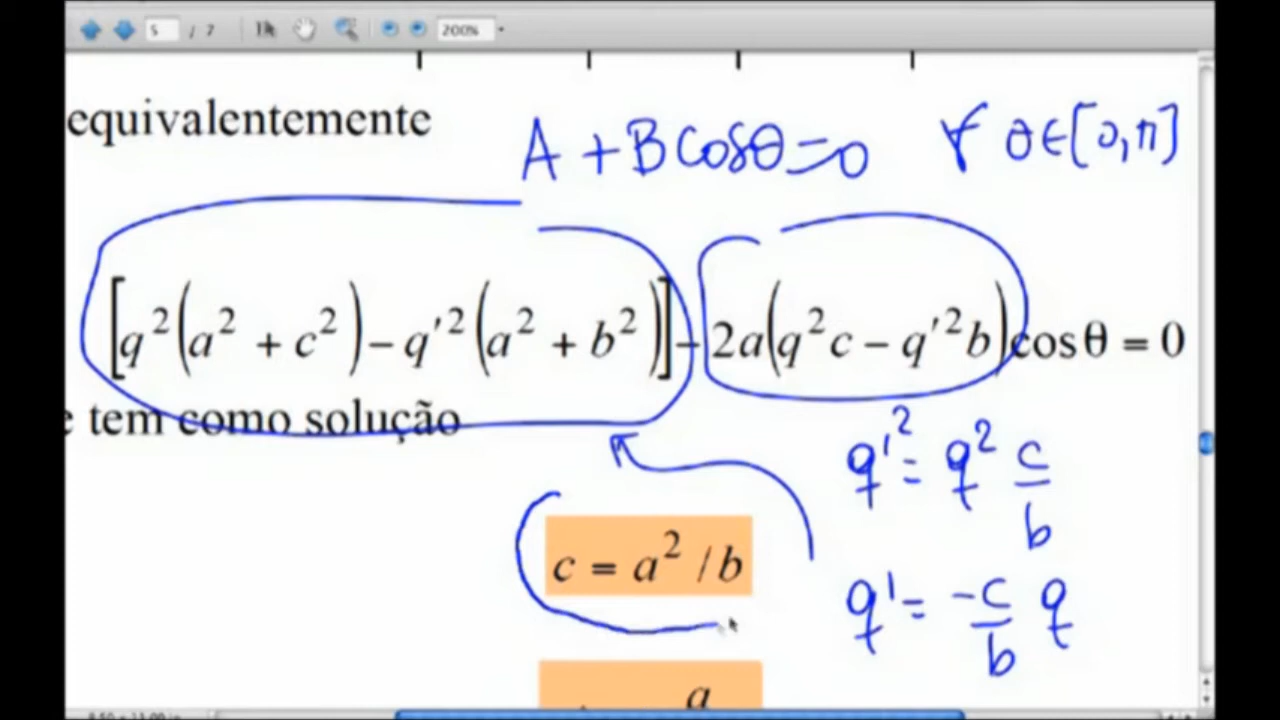 5 / 7 200%
equivalentemente
A + B cosθ = 0 ∀ θ∈[0,π]
[q²(a² + c²) − q'²(a² + b²)] − 2a(q²c − q'²b)cosθ = 0
e tem como solução
q'² = q² c/b
c = a² / b
q' = -c/b q
a